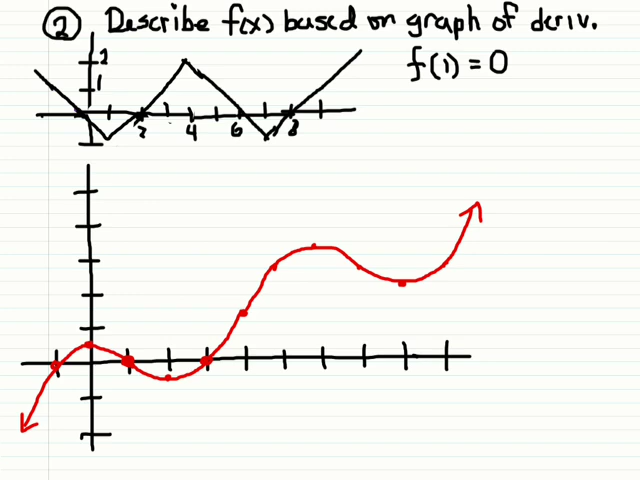 ② Describe f(x) based on graph of deriv.
f(1) = 0
2
1
2 4 6 8